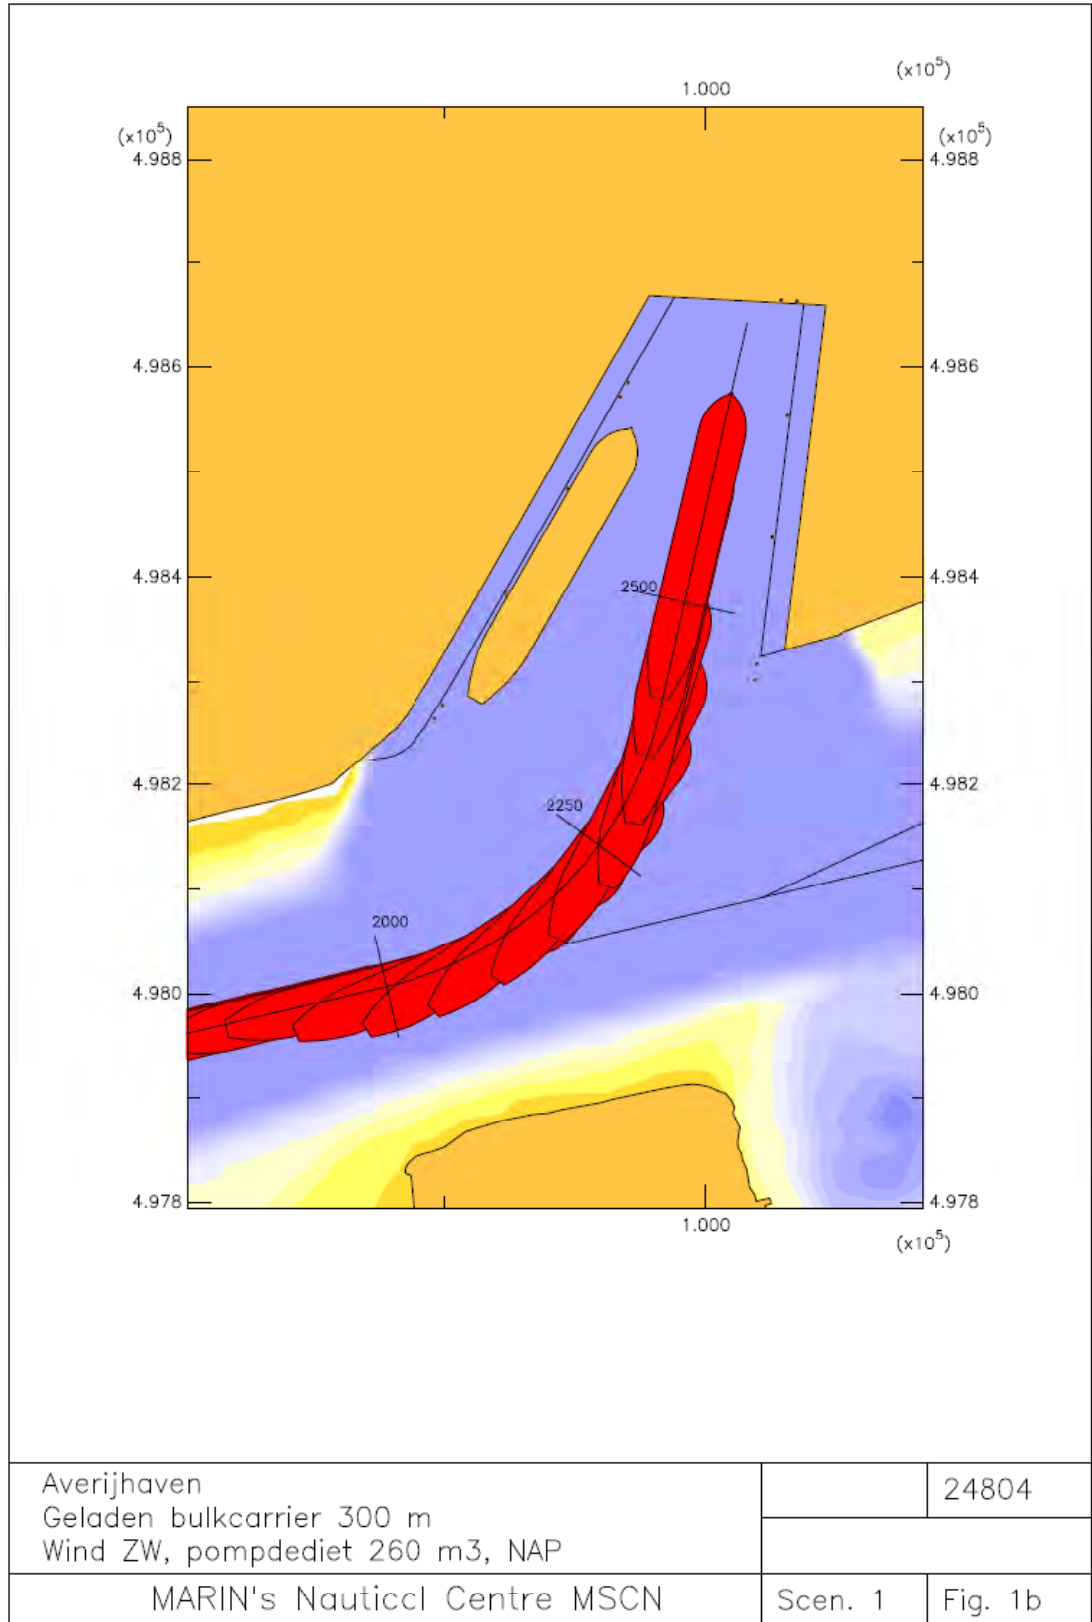 (x10⁵)
1.000
(x10⁵) (x10⁵)
4.988 4.988
4.986 4.986
2500
4.984 4.984
4.982 4.982
2250
2000
4.980 4.980
4.978 4.978
1.000
(x10⁵)
Averijhaven 24804
Geladen bulkcarrier 300 m
Wind ZW, pompdediet 260 m3, NAP
MARIN's Nauticcl Centre MSCN Scen. 1 Fig. 1b